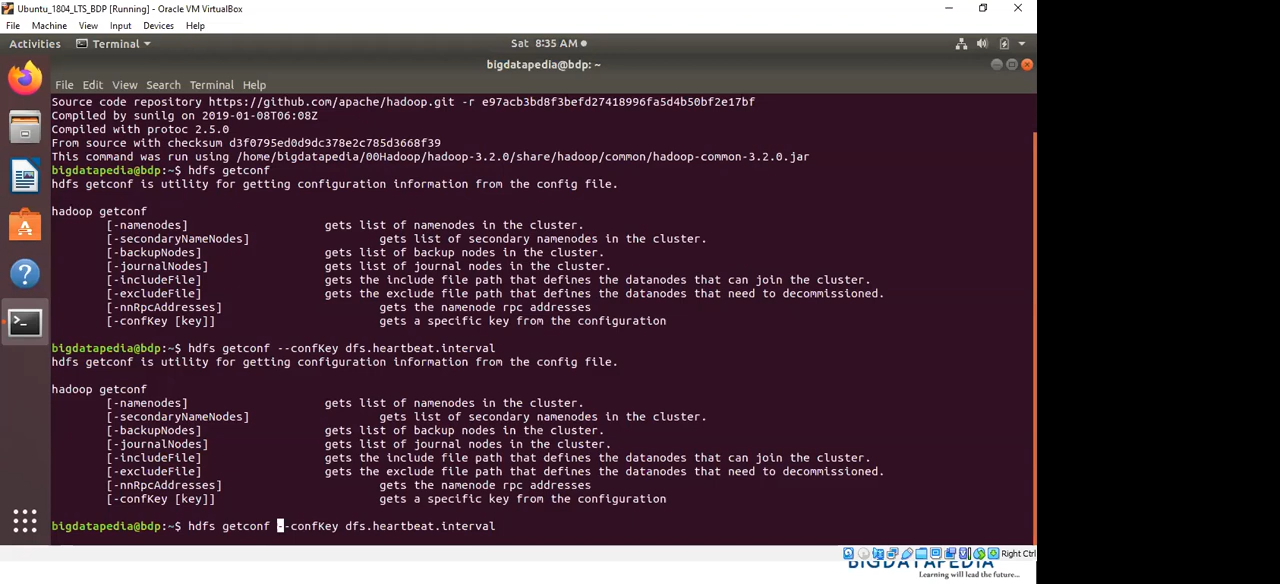 Ubuntu_1804_LTS_BDP [Running] - Oracle VM VirtualBox
File Machine View Input Devices Help
Activities Terminal Sat 8:35 AM
bigdatapedia@bdp: ~
File Edit View Search Terminal Help
Source code repository https://github.com/apache/hadoop.git -r e97acb3bd8f3befd27418996fa5d4b50bf2e17bf
Compiled by sunilg on 2019-01-08T06:08Z
Compiled with protoc 2.5.0
From source with checksum d3f0795ed0d9dc378e2c785d3668f39
This command was run using /home/bigdatapedia/00Hadoop/hadoop-3.2.0/share/hadoop/common/hadoop-common-3.2.0.jar
bigdatapedia@bdp:~$ hdfs getconf
hdfs getconf is utility for getting configuration information from the config file.
hadoop getconf
[-namenodes] gets list of namenodes in the cluster.
[-secondaryNameNodes] gets list of secondary namenodes in the cluster.
[-backupNodes] gets list of backup nodes in the cluster.
[-journalNodes] gets list of journal nodes in the cluster.
[-includeFile] gets the include file path that defines the datanodes that can join the cluster.
[-excludeFile] gets the exclude file path that defines the datanodes that need to decommissioned.
[-nnRpcAddresses] gets the namenode rpc addresses
[-confKey [key]] gets a specific key from the configuration
bigdatapedia@bdp:~$ hdfs getconf --confKey dfs.heartbeat.interval
hdfs getconf is utility for getting configuration information from the config file.
hadoop getconf
[-namenodes] gets list of namenodes in the cluster.
[-secondaryNameNodes] gets list of secondary namenodes in the cluster.
[-backupNodes] gets list of backup nodes in the cluster.
[-journalNodes] gets list of journal nodes in the cluster.
[-includeFile] gets the include file path that defines the datanodes that can join the cluster.
[-excludeFile] gets the exclude file path that defines the datanodes that need to decommissioned.
[-nnRpcAddresses] gets the namenode rpc addresses
[-confKey [key]] gets a specific key from the configuration
bigdatapedia@bdp:~$ hdfs getconf --confKey dfs.heartbeat.interval
Right Ctrl
BIGDATAPEDIA
Learning will lead the future...